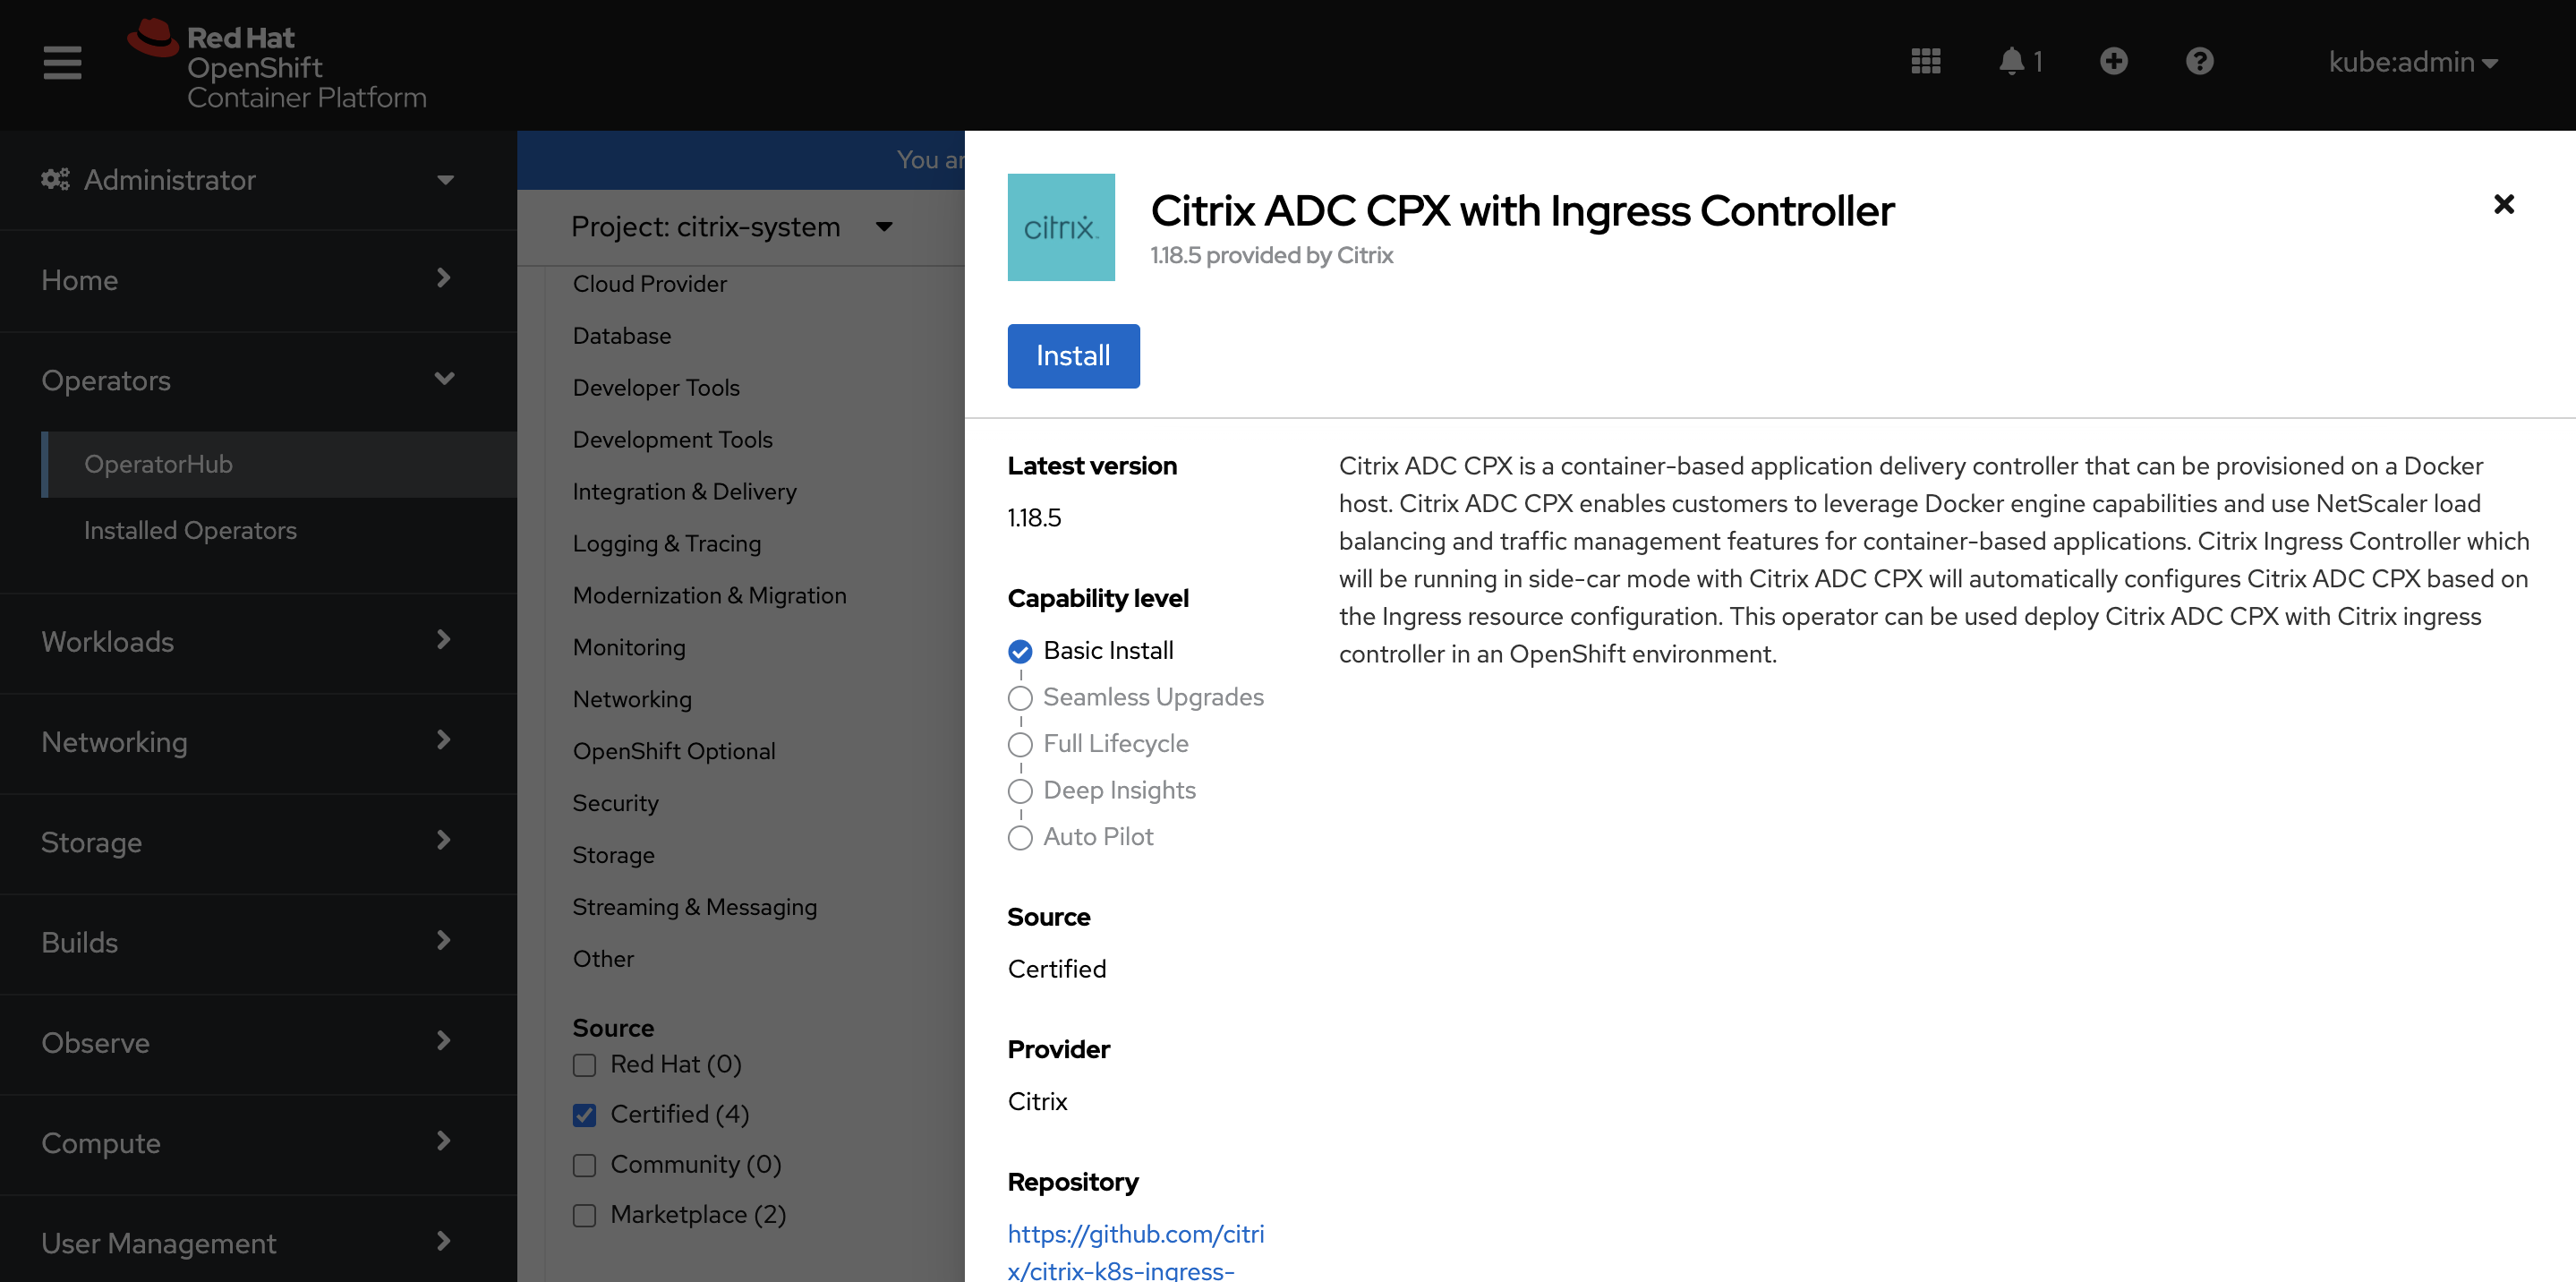 Red Hat
OpenShift
Container Platform
1
kube:admin
Administrator
Home
Operators
OperatorHub
Installed Operators
Workloads
Networking
Storage
Builds
Observe
Compute
User Management
You ar
Project: citrix-system
Cloud Provider
Database
Developer Tools
Development Tools
Integration & Delivery
Logging & Tracing
Modernization & Migration
Monitoring
Networking
OpenShift Optional
Security
Storage
Streaming & Messaging
Other
Source
Red Hat (0)
Certified (4)
Community (0)
Marketplace (2)
citrix
Citrix ADC CPX with Ingress Controller
1.18.5 provided by Citrix
Install
Latest version
1.18.5
Capability level
Basic Install
Seamless Upgrades
Full Lifecycle
Deep Insights
Auto Pilot
Source
Certified
Provider
Citrix
Repository
https://github.com/citri
x/citrix-k8s-ingress-
Citrix ADC CPX is a container-based application delivery controller that can be provisioned on a Docker
host. Citrix ADC CPX enables customers to leverage Docker engine capabilities and use NetScaler load
balancing and traffic management features for container-based applications. Citrix Ingress Controller which
will be running in side-car mode with Citrix ADC CPX will automatically configures Citrix ADC CPX based on
the Ingress resource configuration. This operator can be used deploy Citrix ADC CPX with Citrix ingress
controller in an OpenShift environment.